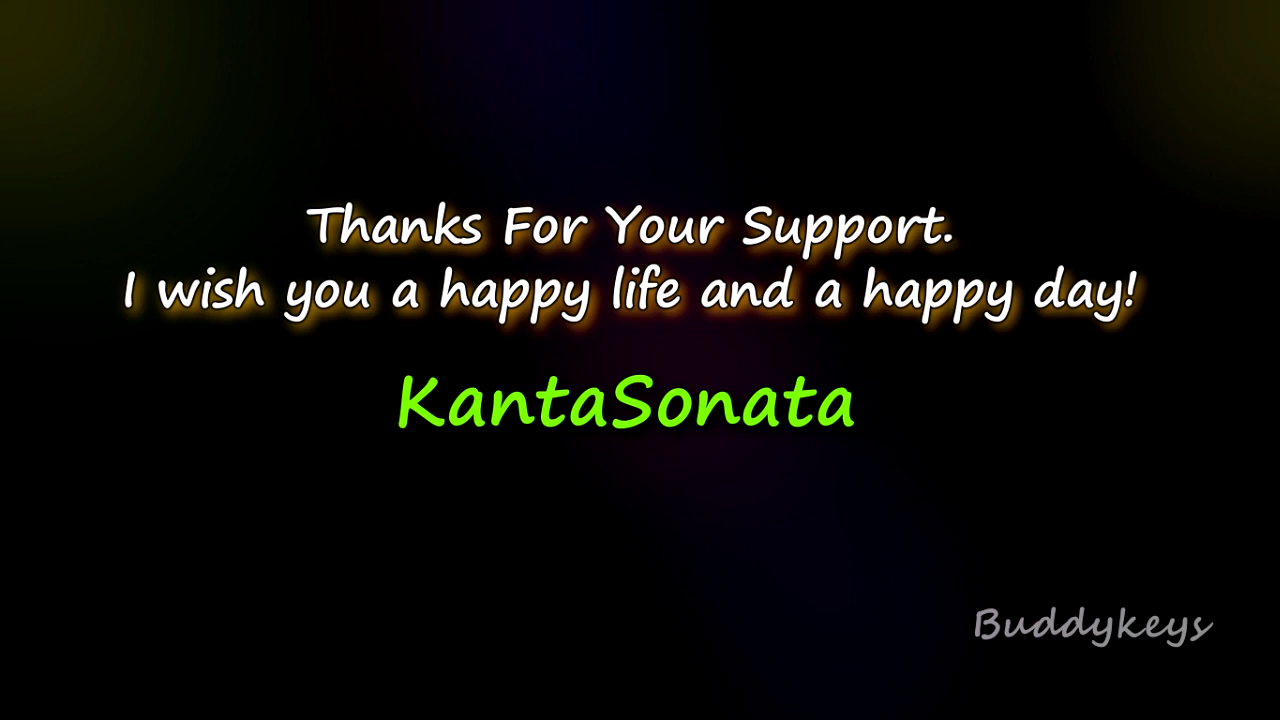 Thanks For Your Support.
I wish you a happy life and a happy day!
KantaSonata
Buddykeys